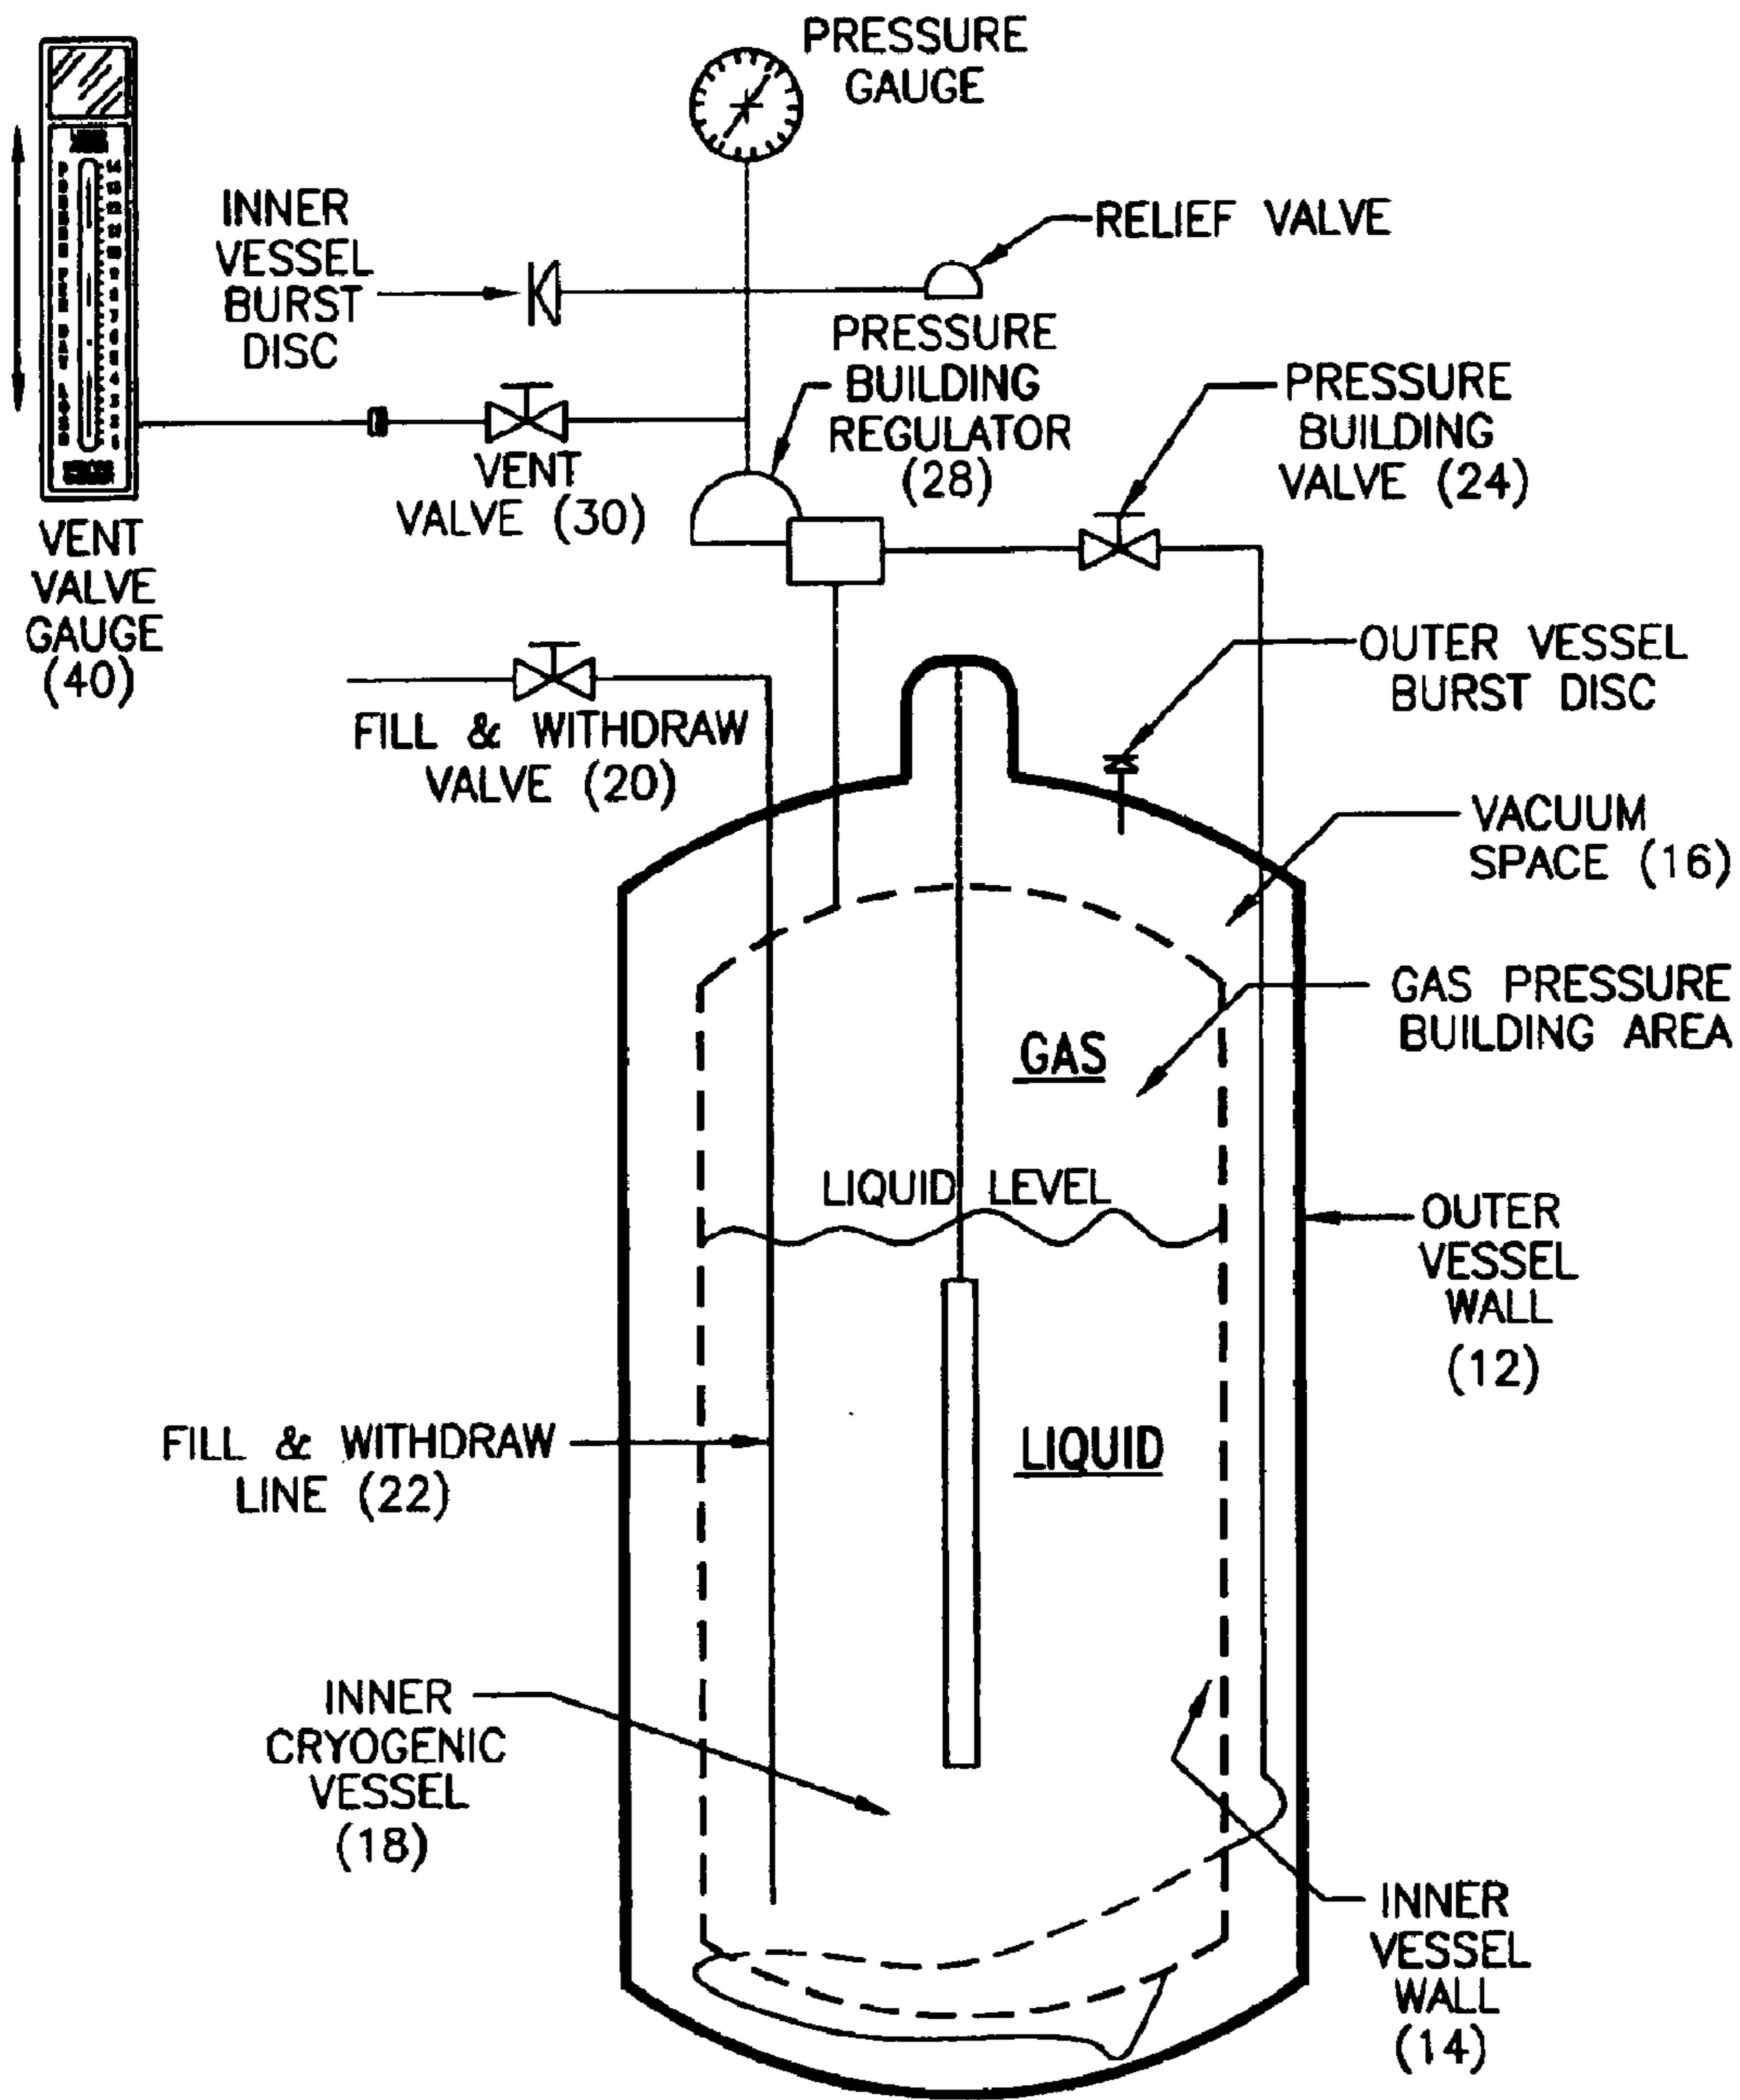 PRESSURE
GAUGE
INNER
VESSEL
BURST
DISC
RELIEF VALVE
PRESSURE
BUILDING
REGULATOR
(28)
PRESSURE
BUILDING
VALVE (24)
VENT
VALVE (30)
VENT
VALVE
GAUGE
(40)
FILL & WITHDRAW
VALVE (20)
OUTER VESSEL
BURST DISC
VACUUM
SPACE (16)
GAS PRESSURE
BUILDING AREA
GAS
LIQUID LEVEL
OUTER
VESSEL
WALL
(12)
FILL & WITHDRAW
LINE (22)
LIQUID
INNER
CRYOGENIC
VESSEL
(18)
INNER
VESSEL
WALL
(14)